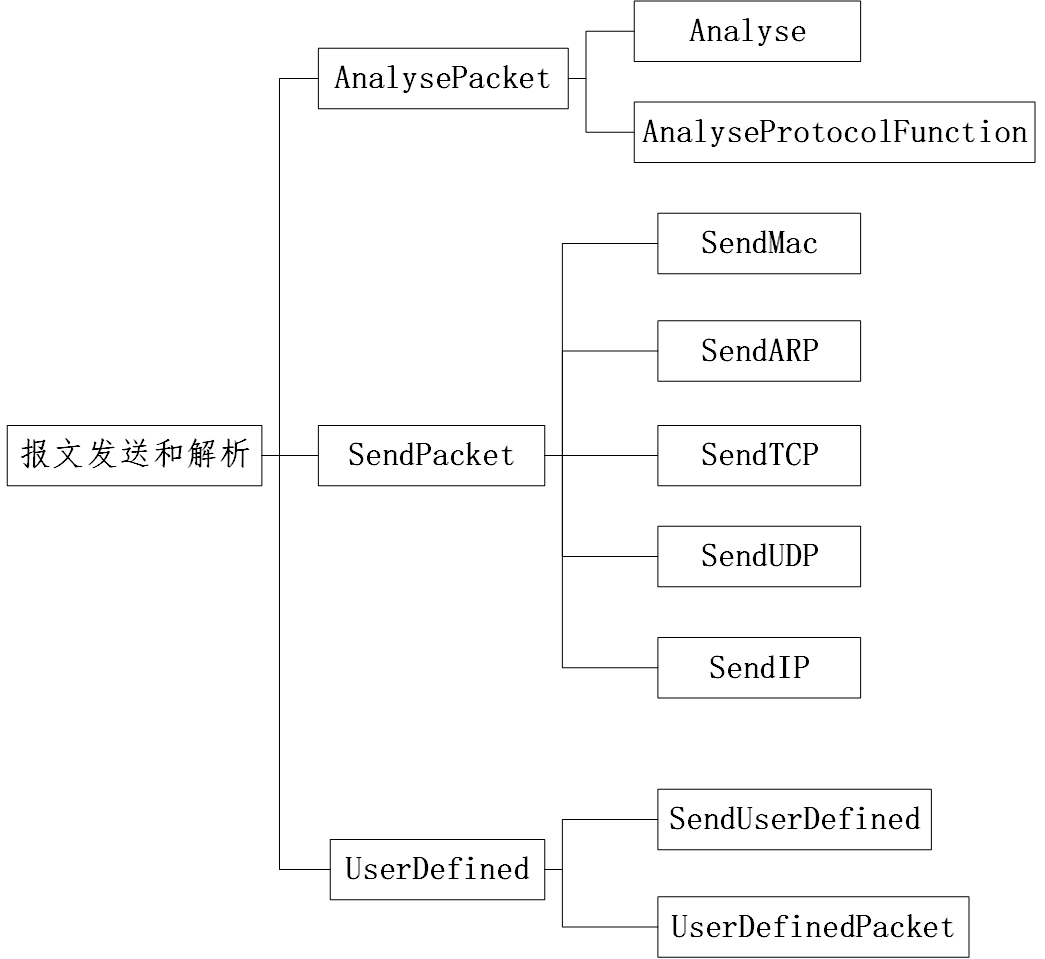 报文发送和解析
AnalysePacket
Analyse
AnalyseProtocolFunction
SendPacket
SendMac
SendARP
SendTCP
SendUDP
SendIP
UserDefined
SendUserDefined
UserDefinedPacket